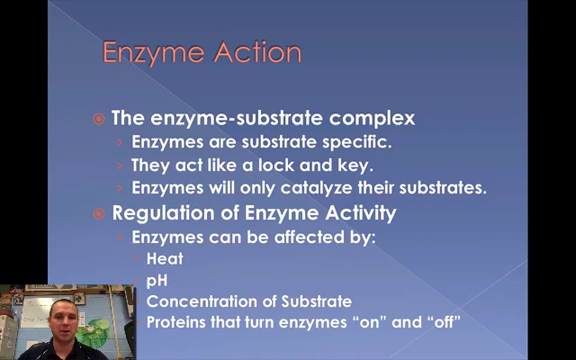 Enzyme Action
The enzyme-substrate complex
Enzymes are substrate specific.
They act like a lock and key.
Enzymes will only catalyze their substrates.
Regulation of Enzyme Activity
Enzymes can be affected by:
Heat
pH
Concentration of Substrate
Proteins that turn enzymes “on” and “off”